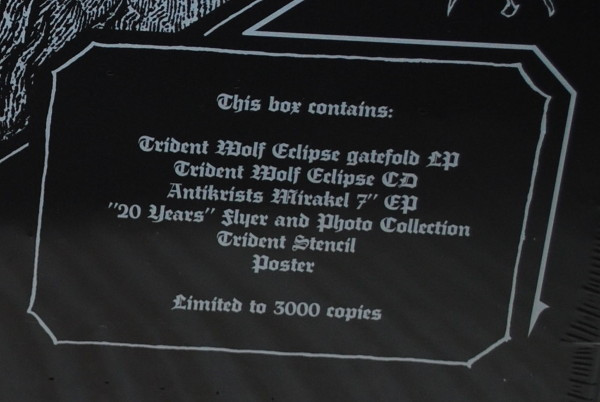 This box contains:
Trident Wolf Eclipse gatefold LP
Trident Wolf Eclipse CD
Antikrists Mirakel 7" EP
"20 Years" Flyer and Photo Collection
Trident Stencil
Poster
Limited to 3000 copies